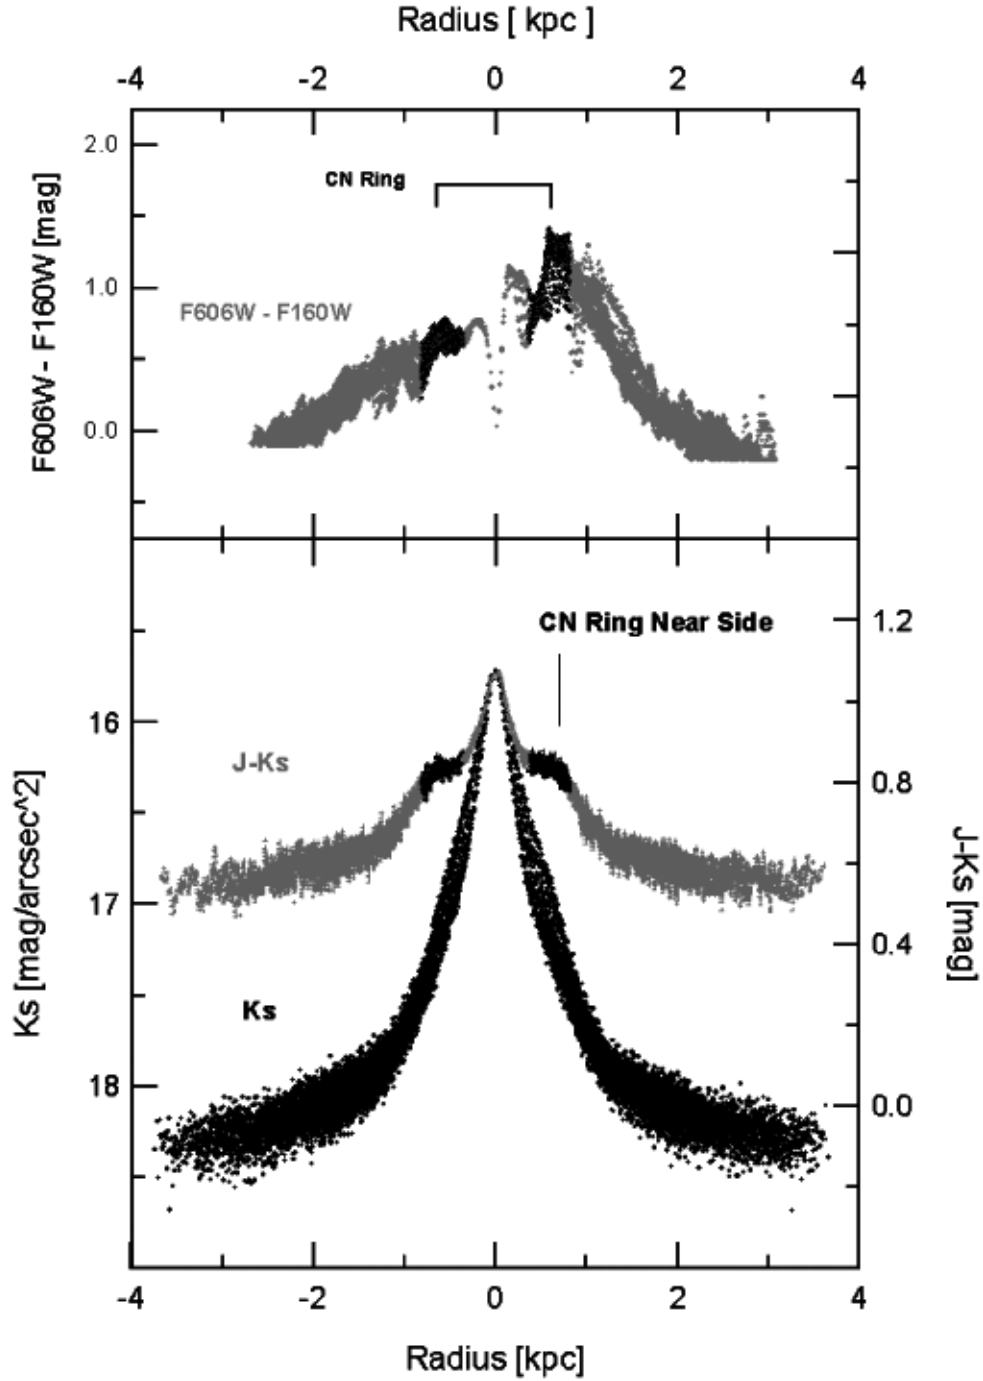 Radius [ kpc ]
-4 -2 0 2 4
2.0
CN Ring
F606W - F160W [mag]
1.0
F606W - F160W
0.0
CN Ring Near Side
1.2
16
J-Ks
0.8
Ks [mag/arcsec^2]
J-Ks [mag]
17
0.4
Ks
18
0.0
-4 -2 0 2 4
Radius [kpc]